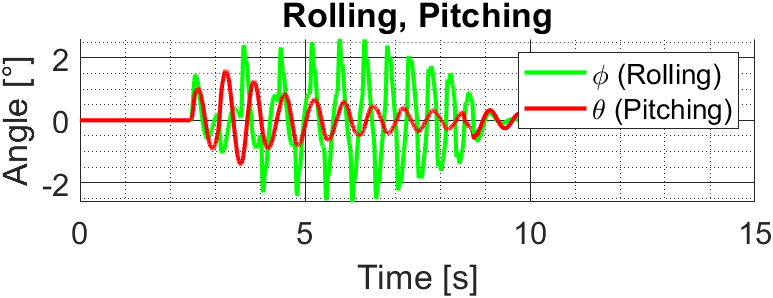 Rolling, Pitching
Angle [°]
2
0
-2
ϕ (Rolling)
θ (Pitching)
0
5
10
15
Time [s]